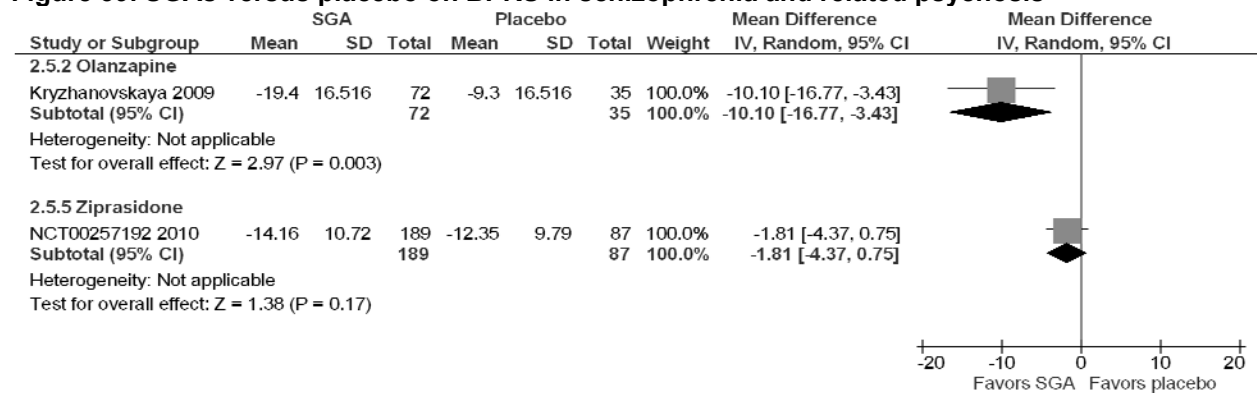 SGA Placebo Mean Difference Mean Difference
Study or Subgroup Mean SD Total Mean SD Total Weight IV, Random, 95% CI IV, Random, 95% CI
2.5.2 Olanzapine
Kryzhanovskaya 2009 -19.4 16.516 72 -9.3 16.516 35 100.0% -10.10 [-16.77, -3.43]
Subtotal (95% CI) 72 35 100.0% -10.10 [-16.77, -3.43]
Heterogeneity: Not applicable
Test for overall effect: Z = 2.97 (P = 0.003)
2.5.5 Ziprasidone
NCT00257192 2010 -14.16 10.72 189 -12.35 9.79 87 100.0% -1.81 [-4.37, 0.75]
Subtotal (95% CI) 189 87 100.0% -1.81 [-4.37, 0.75]
Heterogeneity: Not applicable
Test for overall effect: Z = 1.38 (P = 0.17)
-20 -10 0 10 20
Favors SGA Favors placebo